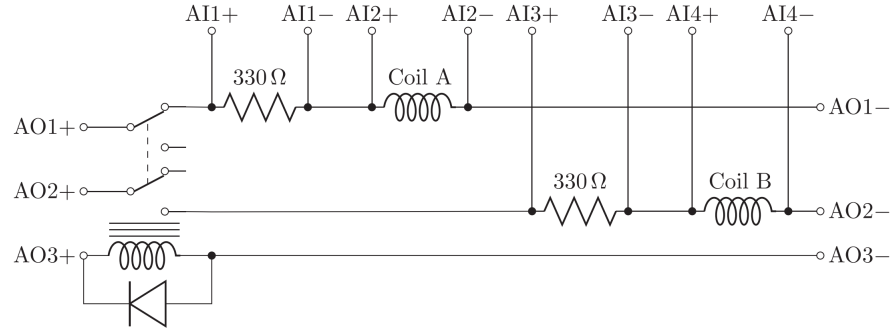 AI1+ AI1− AI2+ AI2− AI3+ AI3− AI4+ AI4−
330 Ω Coil A
AO1+ AO1−
330 Ω Coil B
AO2+ AO2−
AO3+ AO3−